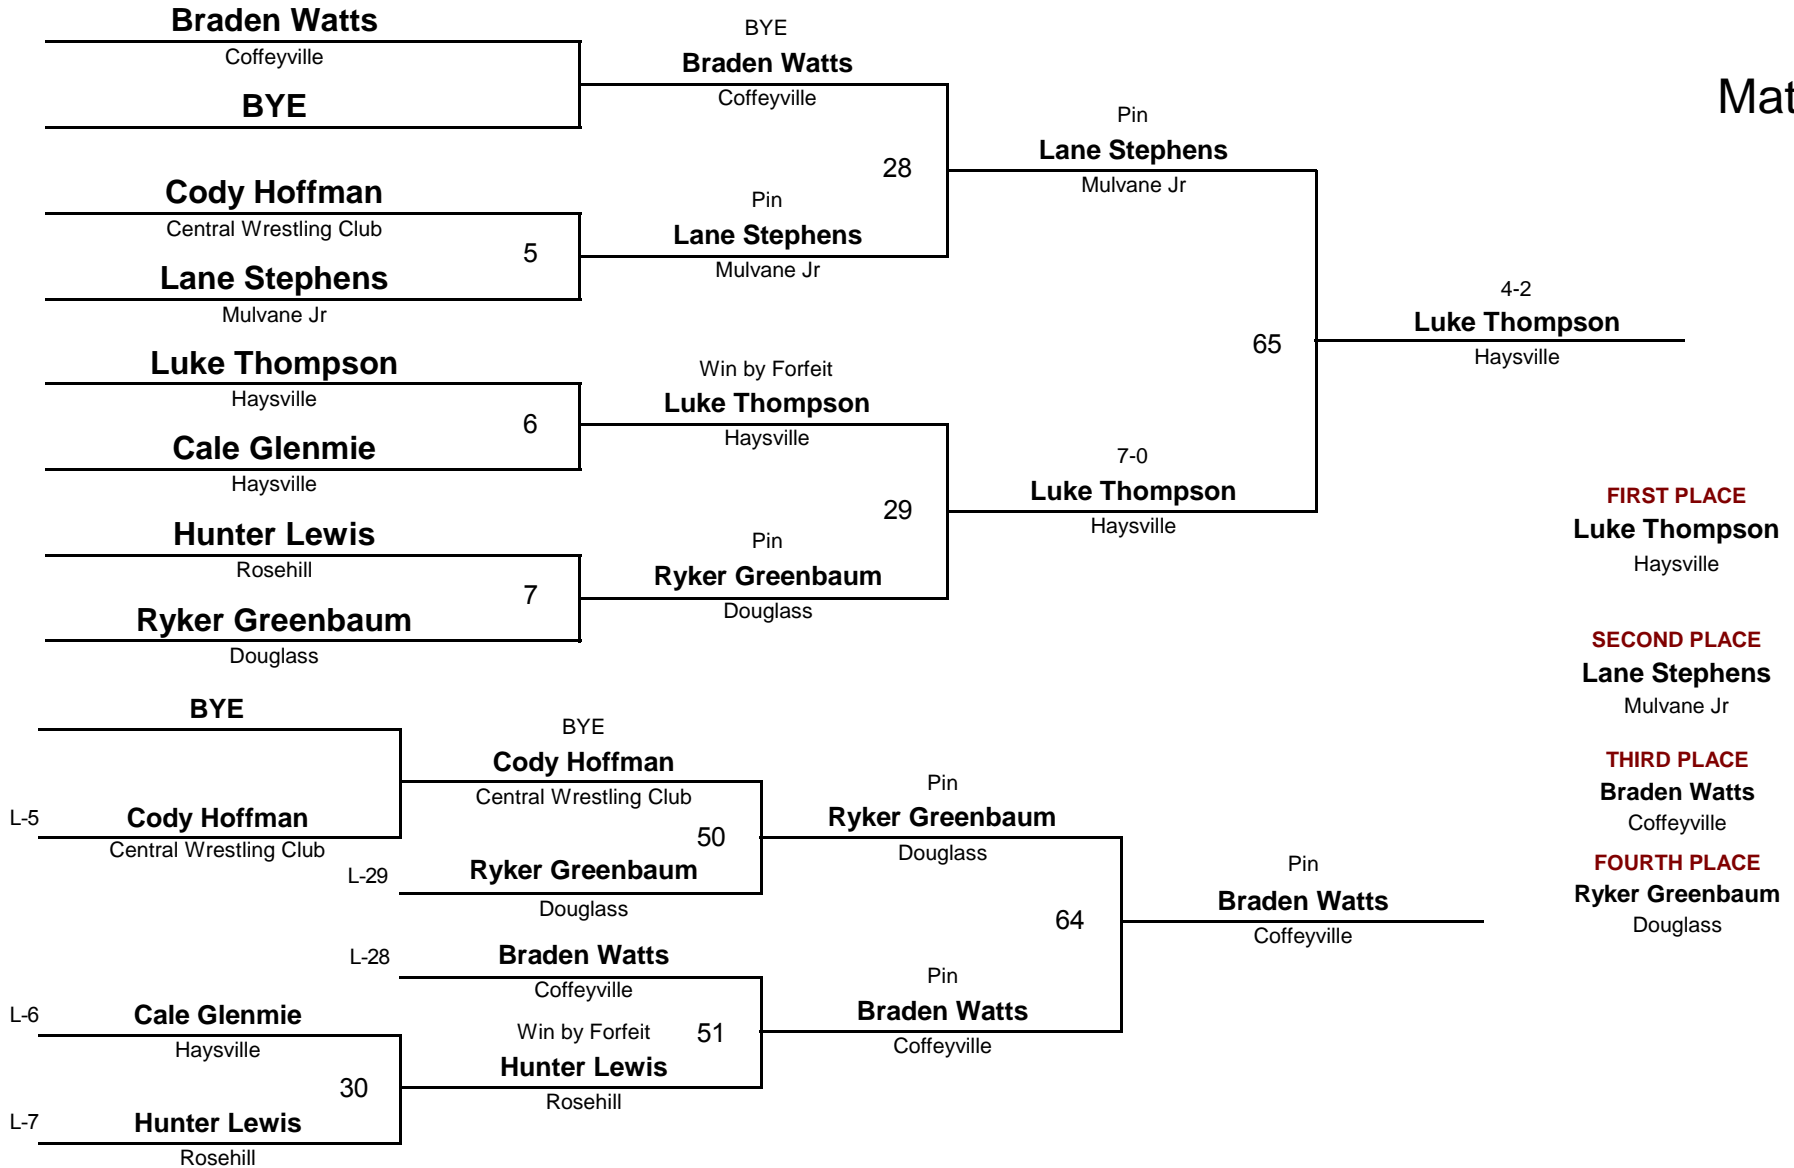 Braden Watts
Coffeyville
BYE
Cody Hoffman
Central Wrestling Club
5
Lane Stephens
Mulvane Jr
Luke Thompson
Haysville
6
Cale Glenmie
Haysville
Hunter Lewis
Rosehill
7
Ryker Greenbaum
Douglass
BYE
Braden Watts
Coffeyville
28
Pin
Lane Stephens
Mulvane Jr
Win by Forfeit
Luke Thompson
Haysville
29
Pin
Ryker Greenbaum
Douglass
Pin
Lane Stephens
Mulvane Jr
65
7-0
Luke Thompson
Haysville
4-2
Luke Thompson
Haysville
Mat
FIRST PLACE
Luke Thompson
Haysville
SECOND PLACE
Lane Stephens
Mulvane Jr
THIRD PLACE
Braden Watts
Coffeyville
FOURTH PLACE
Ryker Greenbaum
Douglass
BYE
L-5
Cody Hoffman
Central Wrestling Club
L-6
Cale Glenmie
Haysville
30
L-7
Hunter Lewis
Rosehill
BYE
Cody Hoffman
Central Wrestling Club
50
L-29
Ryker Greenbaum
Douglass
L-28
Braden Watts
Coffeyville
51
Win by Forfeit
Hunter Lewis
Rosehill
Pin
Ryker Greenbaum
Douglass
64
Pin
Braden Watts
Coffeyville
Pin
Braden Watts
Coffeyville